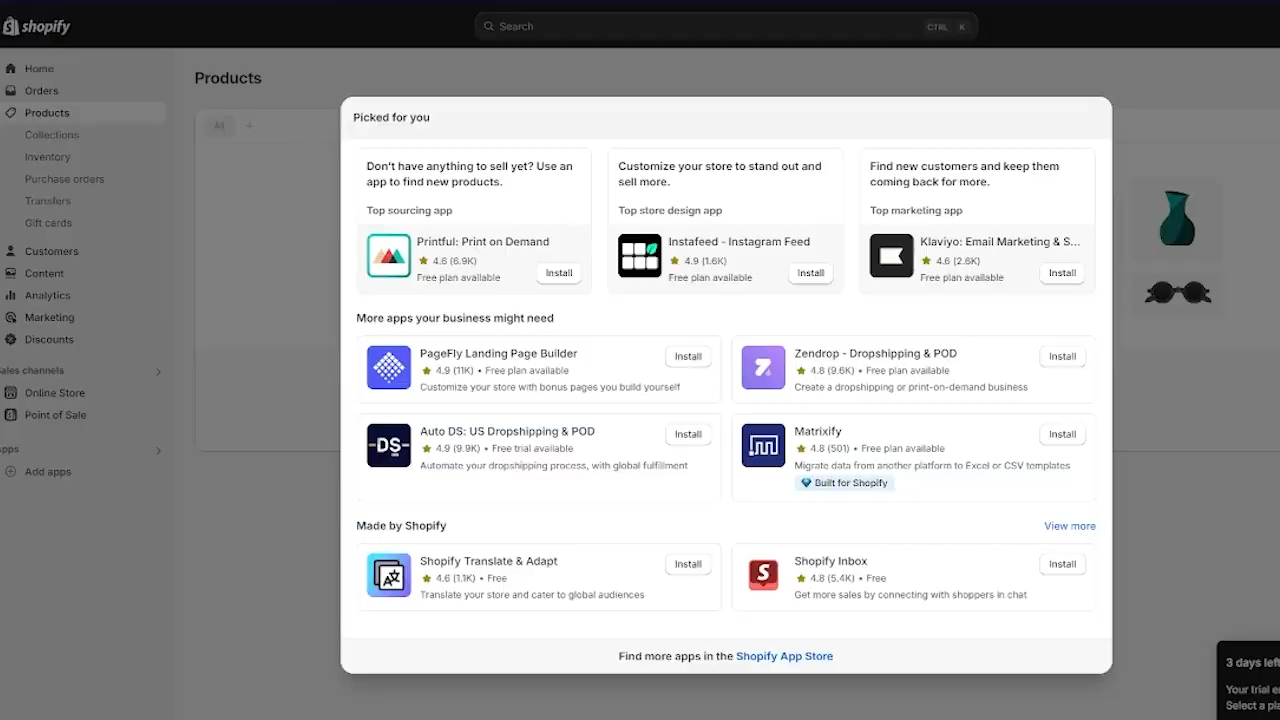 shopify
Search
CTRL K
Home
Orders
Products
Collections
Inventory
Purchase orders
Transfers
Gift cards
Customers
Content
Analytics
Marketing
Discounts
Sales channels
Online Store
Point of Sale
Apps
Add apps
Products
All +
Picked for you
Don't have anything to sell yet? Use an
app to find new products.
Top sourcing app
Printful: Print on Demand
4.6 (6.9K)
Free plan available
Install
Customize your store to stand out and
sell more.
Top store design app
Instafeed - Instagram Feed
4.9 (1.6K)
Free plan available
Install
Find new customers and keep them
coming back for more.
Top marketing app
Klaviyo: Email Marketing & S...
4.6 (2.6K)
Free plan available
Install
More apps your business might need
PageFly Landing Page Builder
4.9 (11K) • Free plan available
Customize your store with bonus pages you build yourself
Install
Zendrop - Dropshipping & POD
4.8 (9.6K) • Free plan available
Create a dropshipping or print-on-demand business
Install
-DS-
Auto DS: US Dropshipping & POD
4.9 (9.9K) • Free trial available
Automate your dropshipping process, with global fulfillment
Install
Matrixify
4.8 (501) • Free plan available
Migrate data from another platform to Excel or CSV templates
Built for Shopify
Install
Made by Shopify
View more
Shopify Translate & Adapt
4.6 (1.1K) • Free
Translate your store and cater to global audiences
Install
Shopify Inbox
4.8 (5.4K) • Free
Get more sales by connecting with shoppers in chat
Install
Find more apps in the Shopify App Store
3 days left
Your trial
Select a